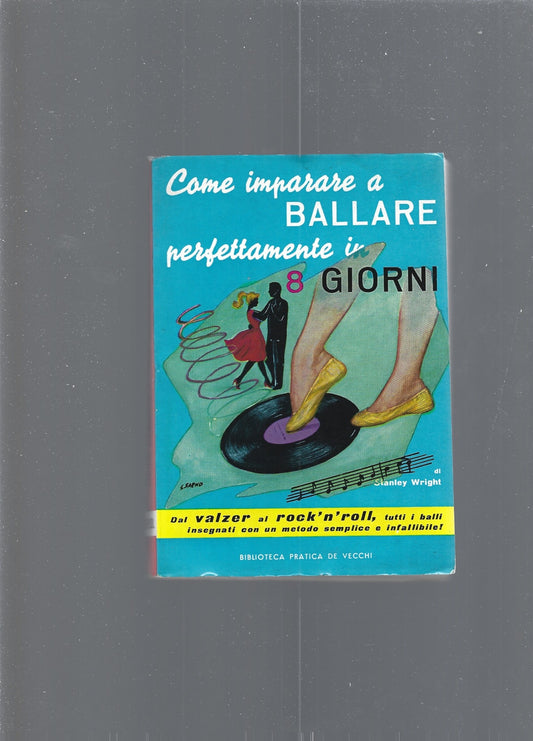 Come imparare a
BALLARE
perfettamente in
8 GIORNI
di
Stanley Wright
Dal valzer al rock'n'roll, tutti i balli
insegnati con un metodo semplice e infallibile!
BIBLIOTECA PRATICA DE VECCHI